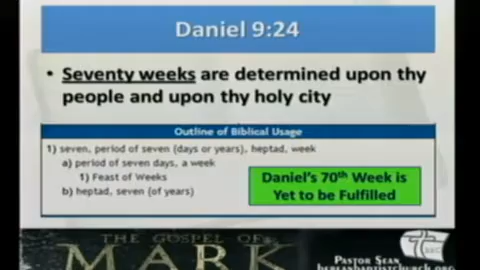 Daniel 9:24
• Seventy weeks are determined upon thy
people and upon thy holy city
Outline of Biblical Usage
1) seven, period of seven (days or years), heptad, week
a) period of seven days, a week
1) Feast of Weeks
b) heptad, seven (of years)
Daniel's 70th Week is
Yet to be Fulfilled
THE GOSPEL OF
MARK
PASTOR SEAN
bereanbaptistchurch.org